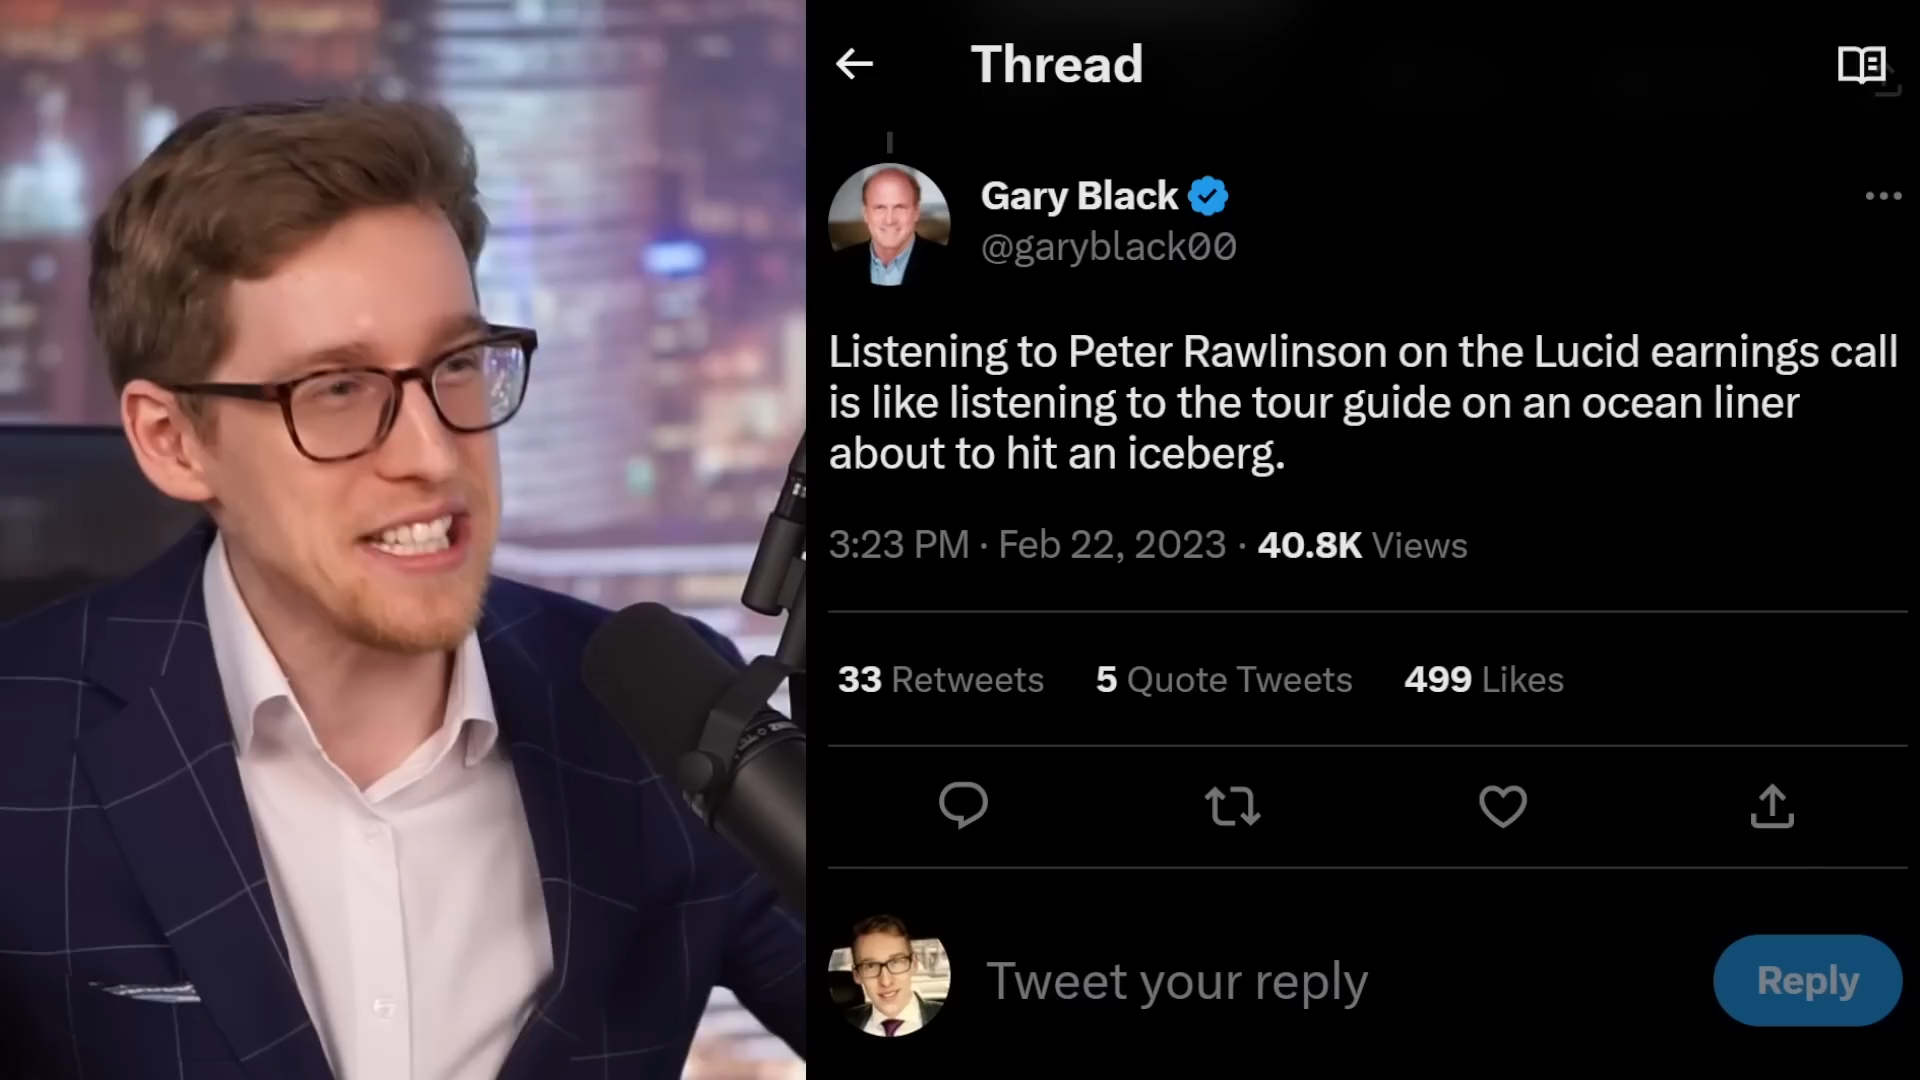 Thread
Gary Black
@garyblack00
Listening to Peter Rawlinson on the Lucid earnings call
is like listening to the tour guide on an ocean liner
about to hit an iceberg.
3:23 PM · Feb 22, 2023 · 40.8K Views
33 Retweets 5 Quote Tweets 499 Likes
Tweet your reply
Reply